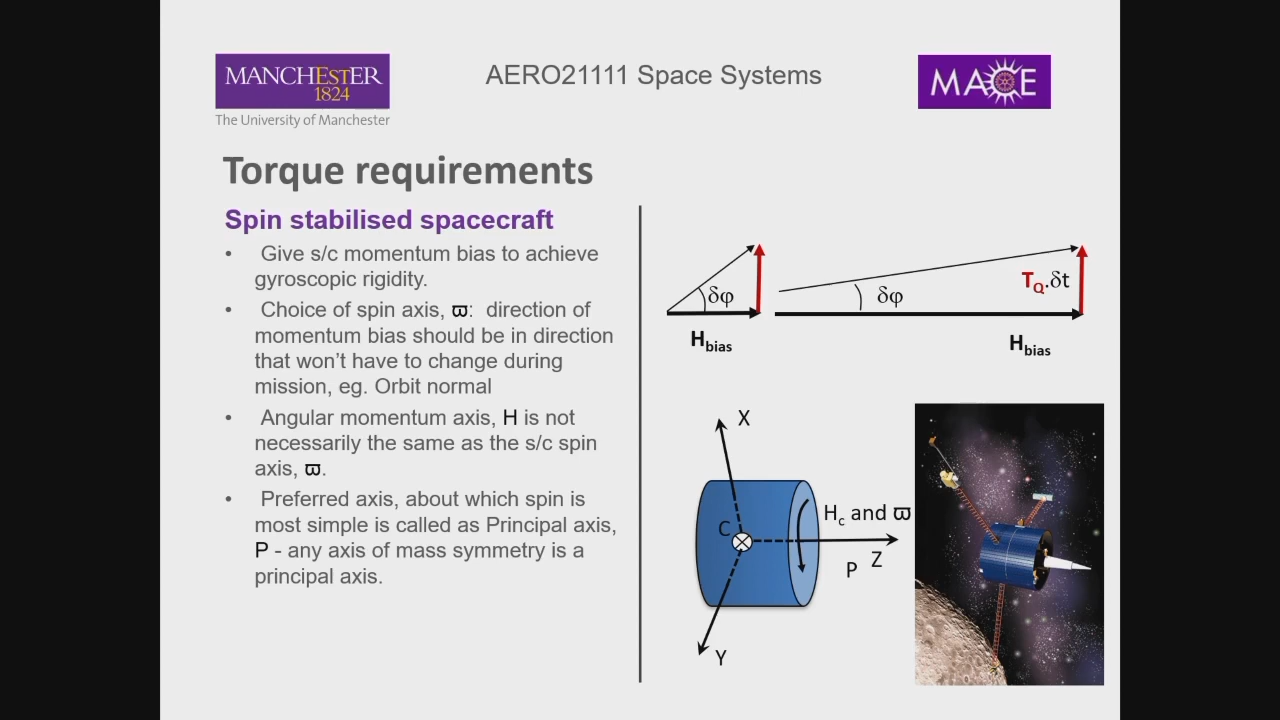 MANCHESTER
1824
The University of Manchester
AERO21111 Space Systems
MACE
Torque requirements
Spin stabilised spacecraft
• Give s/c momentum bias to achieve
gyroscopic rigidity.
• Choice of spin axis, ϖ: direction of
momentum bias should be in direction
that won’t have to change during
mission, eg. Orbit normal
• Angular momentum axis, H is not
necessarily the same as the s/c spin
axis, ϖ.
• Preferred axis, about which spin is
most simple is called as Principal axis,
P - any axis of mass symmetry is a
principal axis.
δφ
Hbias
δφ
TQ.δt
Hbias
X
C
Hc and ϖ
P
Z
Y